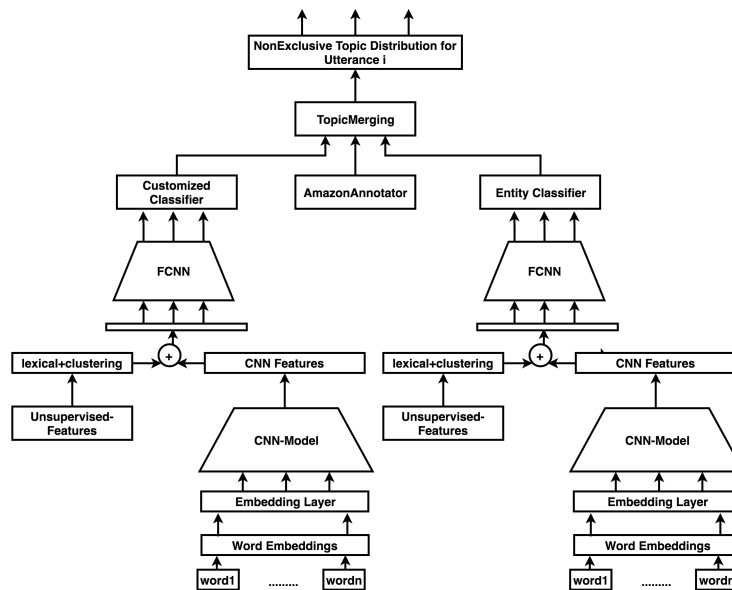 NonExclusive Topic Distribution for
Utterance i
TopicMerging
Customized
Classifier
AmazonAnnotator
Entity Classifier
FCNN
FCNN
+
+
lexical+clustering
CNN Features
lexical+clustering
CNN Features
Unsupervised-
Features
Unsupervised-
Features
CNN-Model
CNN-Model
Embedding Layer
Embedding Layer
Word Embeddings
Word Embeddings
word1 ......... wordn
word1 ......... wordn